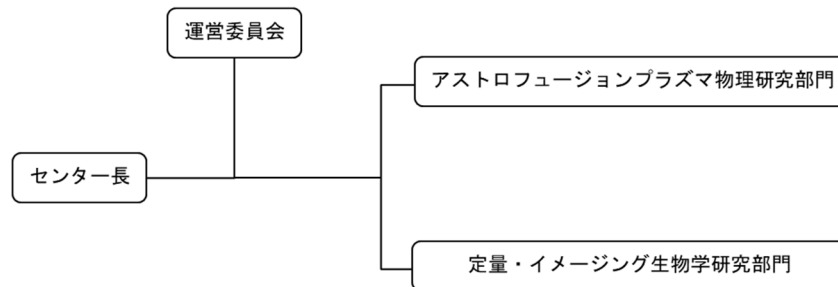 運営委員会
アストロフュージョンプラズマ物理研究部門
センター長
定量・イメージング生物学研究部門